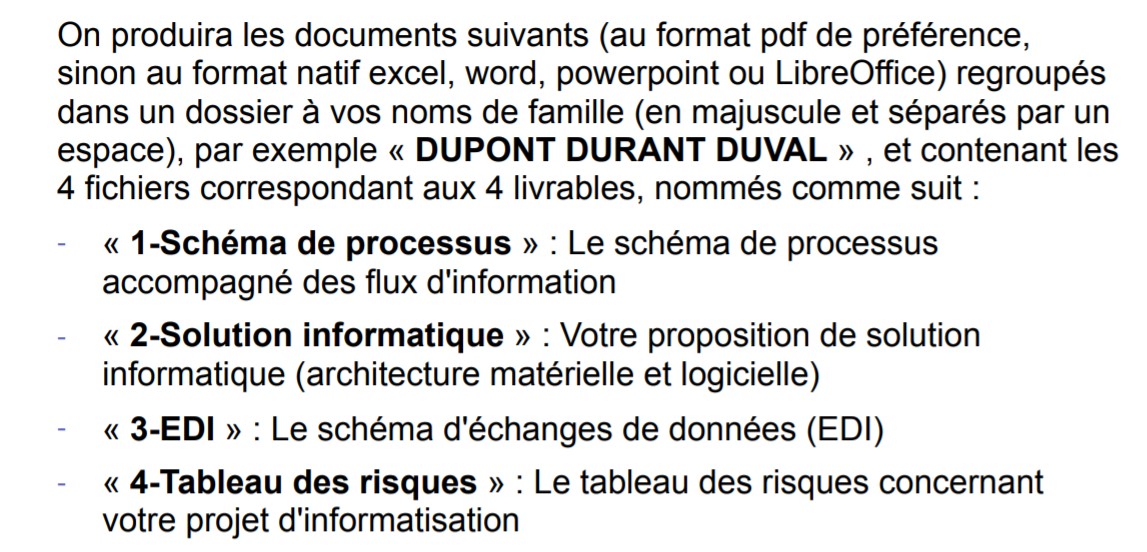 On produira les documents suivants (au format pdf de préférence,
sinon au format natif excel, word, powerpoint ou LibreOffice) regroupés
dans un dossier à vos noms de famille (en majuscule et séparés par un
espace), par exemple « DUPONT DURANT DUVAL » , et contenant les
4 fichiers correspondant aux 4 livrables, nommés comme suit :
- « 1-Schéma de processus » : Le schéma de processus
accompagné des flux d'information
- « 2-Solution informatique » : Votre proposition de solution
informatique (architecture matérielle et logicielle)
- « 3-EDI » : Le schéma d'échanges de données (EDI)
- « 4-Tableau des risques » : Le tableau des risques concernant
votre projet d'informatisation